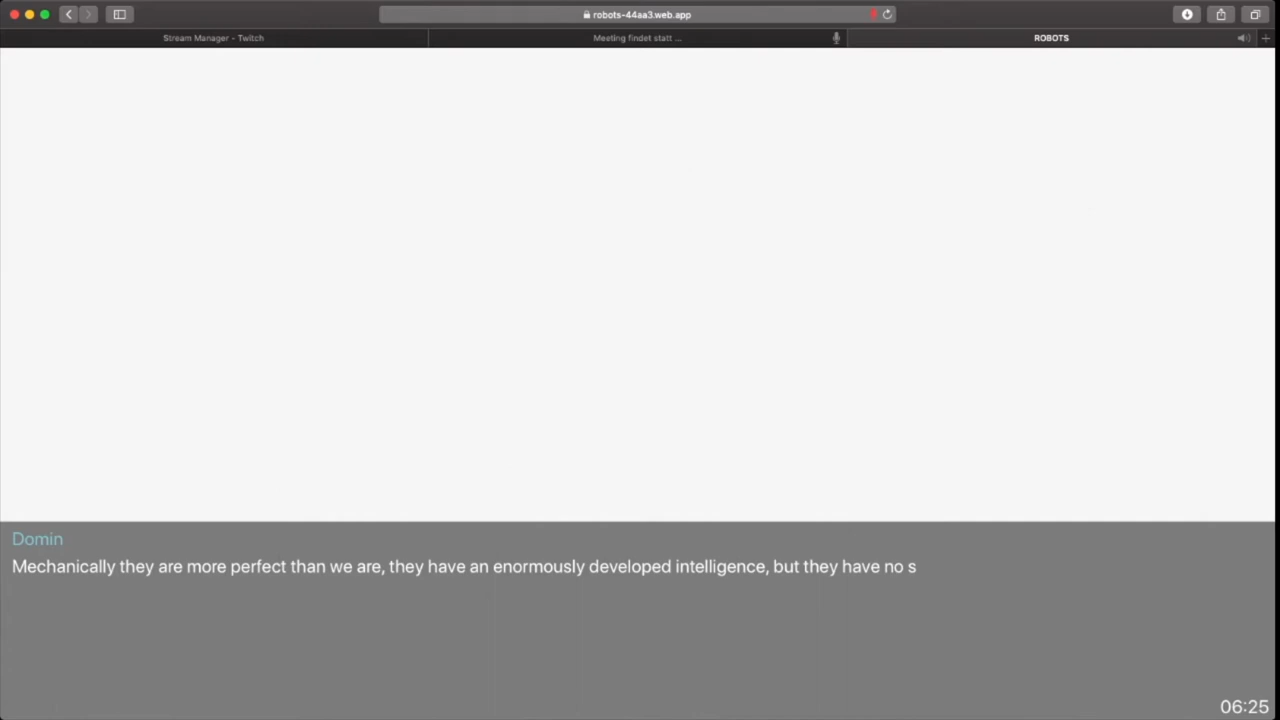 robots-44aa3.web.app
Stream Manager - Twitch
Meeting findet statt ...
ROBOTS
Domin
Mechanically they are more perfect than we are, they have an enormously developed intelligence, but they have no s
06:25